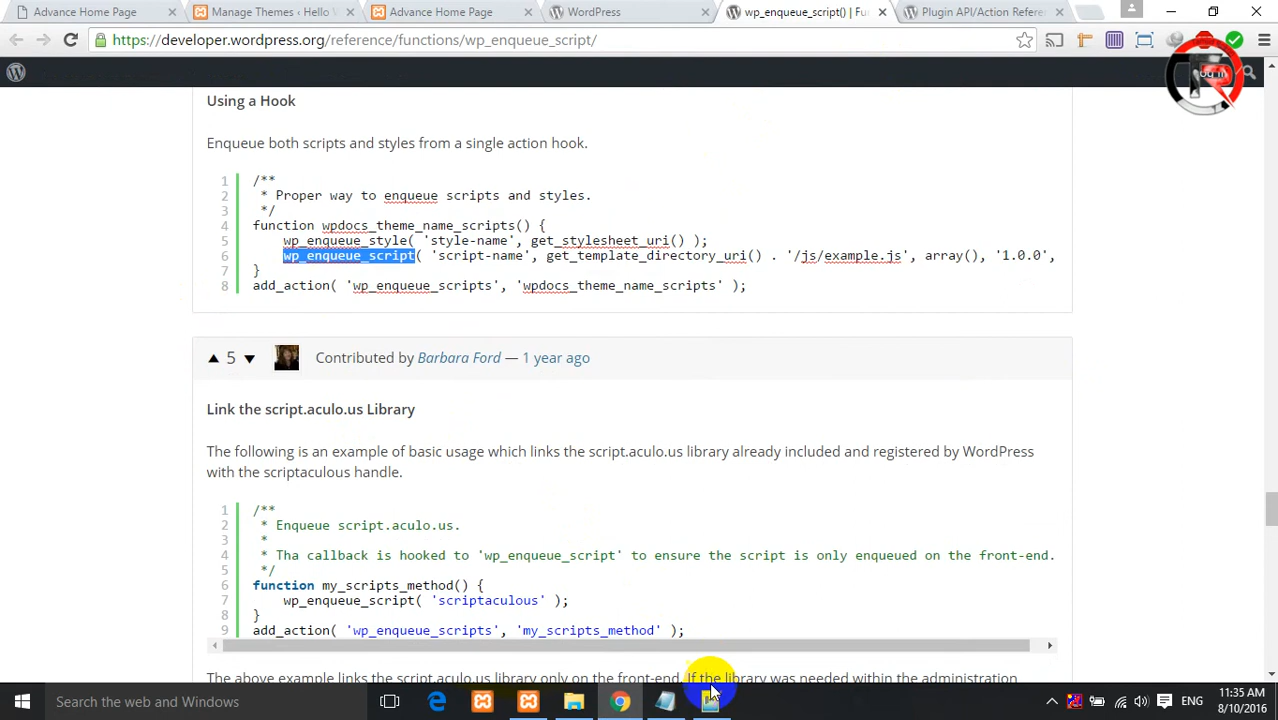 Advance Home Page
Manage Themes ‹ Hello W
Advance Home Page
WordPress
wp_enqueue_script() | Fun
Plugin API/Action Referen
https://developer.wordpress.org/reference/functions/wp_enqueue_script/
Log in
Using a Hook
Enqueue both scripts and styles from a single action hook.
1 /**
2 * Proper way to enqueue scripts and styles.
3 */
4 function wpdocs_theme_name_scripts() {
5 wp_enqueue_style( 'style-name', get_stylesheet_uri() );
6 wp_enqueue_script( 'script-name', get_template_directory_uri() . '/js/example.js', array(), '1.0.0',
7 }
8 add_action( 'wp_enqueue_scripts', 'wpdocs_theme_name_scripts' );
5 Contributed by Barbara Ford — 1 year ago
Link the script.aculo.us Library
The following is an example of basic usage which links the script.aculo.us library already included and registered by WordPress
with the scriptaculous handle.
1 /**
2 * Enqueue script.aculo.us.
3 *
4 * Tha callback is hooked to 'wp_enqueue_script' to ensure the script is only enqueued on the front-end.
5 */
6 function my_scripts_method() {
7 wp_enqueue_script( 'scriptaculous' );
8 }
9 add_action( 'wp_enqueue_scripts', 'my_scripts_method' );
The above example links the script.aculo.us library only on the front-end. If the library was needed within the administration
Search the web and Windows
ENG
11:35 AM
8/10/2016